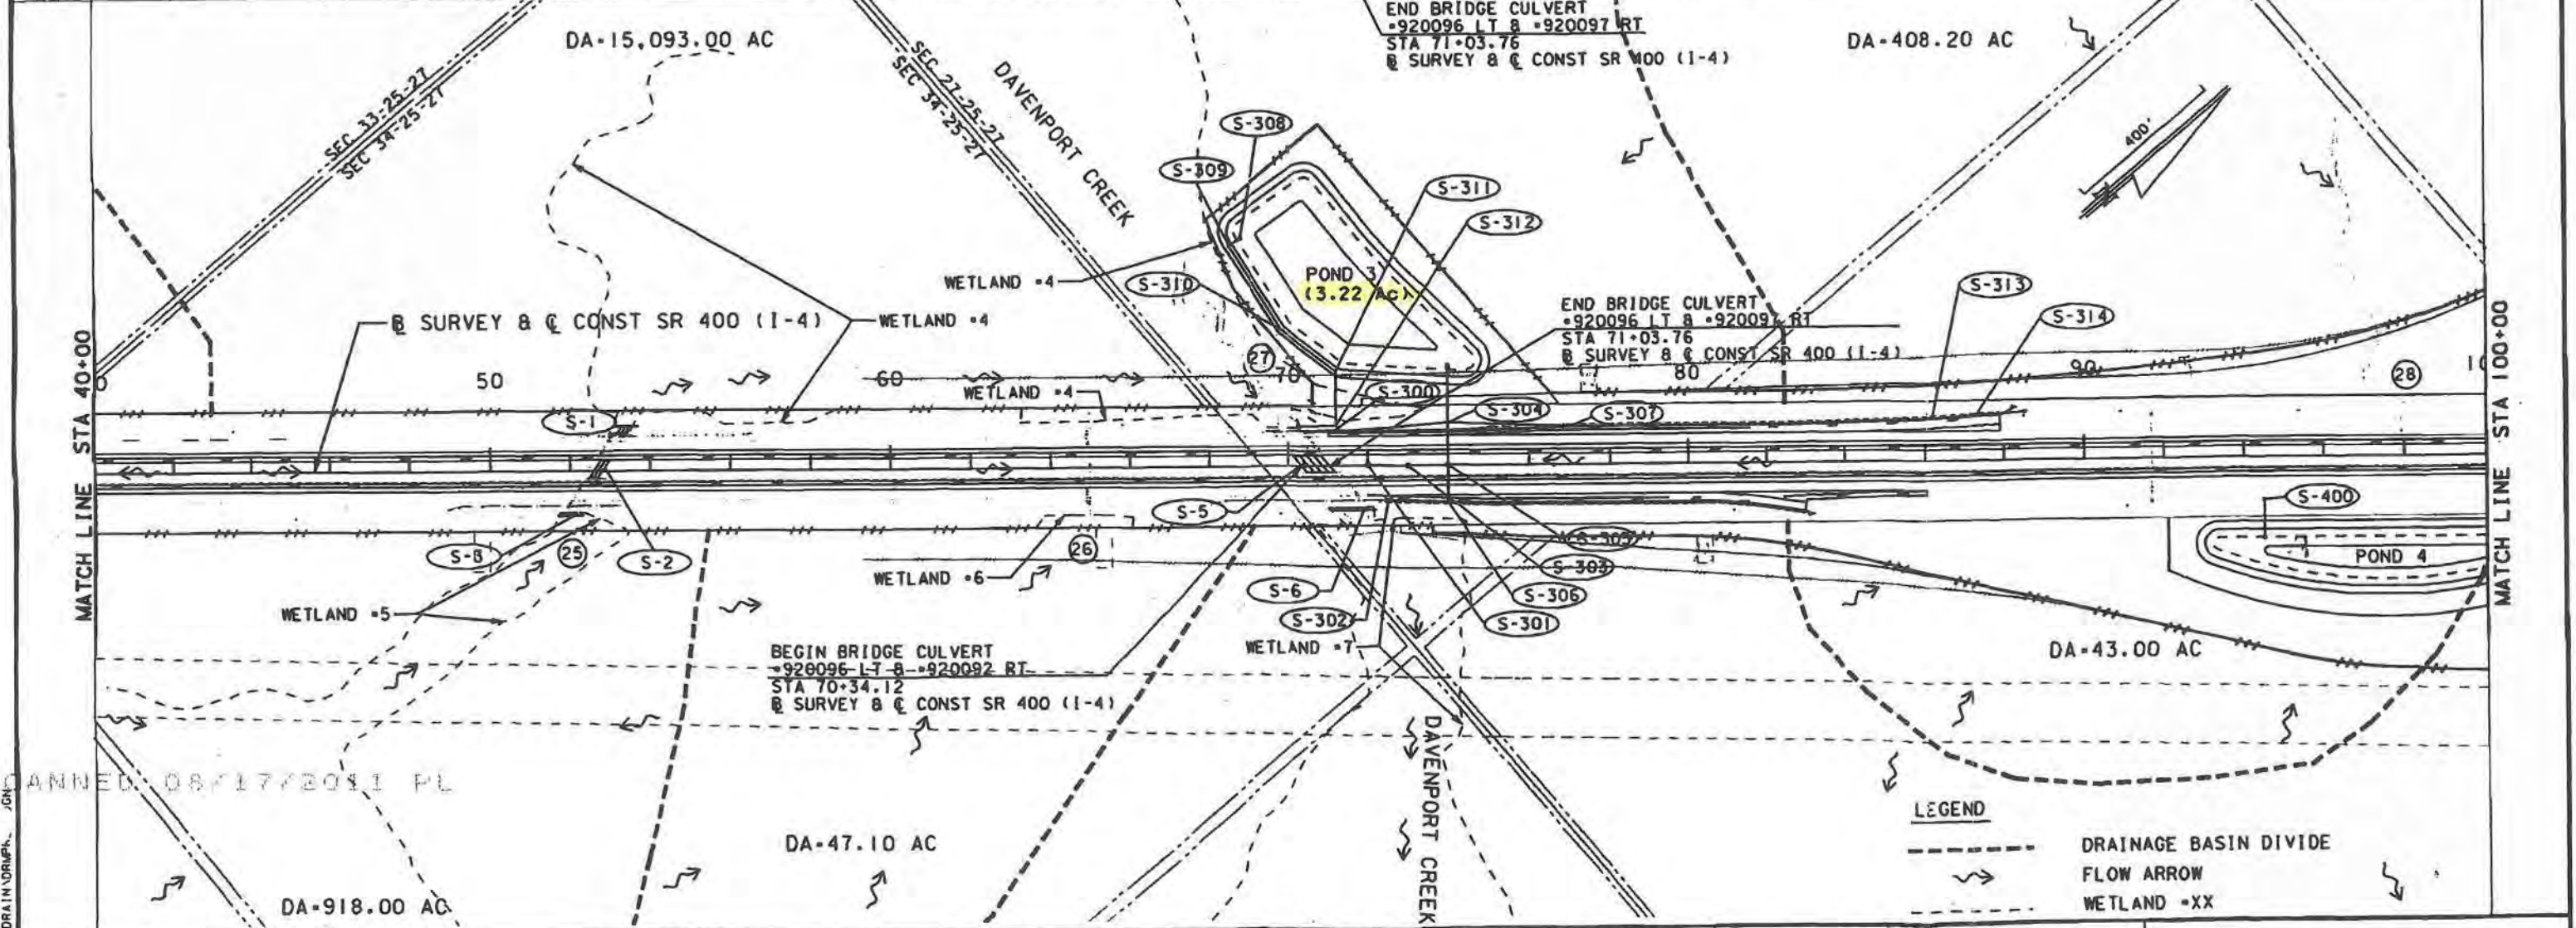 END BRIDGE CULVERT
•920096 LT & •920097 RT
STA 71+03.76
B SURVEY & C CONST SR 400 (I-4)
DA•15,093.00 AC
DA•408.20 AC
SEC 33-25-27
SEC 34-25-27
SEC 27-25-27
SEC 34-25-27
DAVENPORT CREEK
400'
S-308
S-309
S-311
S-312
S-310
POND 3
(3.22 Ac)
WETLAND •4
WETLAND •4
WETLAND •4
B SURVEY & C CONST SR 400 (I-4)
END BRIDGE CULVERT
•920096 LT & •92009 RT
STA 71+03.76
B SURVEY & C CONST SR 400 (I-4)
S-313
S-314
27
28
50
60
70
80
90
MATCH LINE STA 40+00
MATCH LINE STA 100+00
S-1
S-300
S-304
S-307
S-5
S-400
POND 4
25
S-2
26
S-303
S-6
S-306
S-302
S-301
WETLAND •6
WETLAND •5
WETLAND •7
BEGIN BRIDGE CULVERT
•920096 LT & •920092 RT
STA 70+34.12
B SURVEY & C CONST SR 400 (I-4)
DA•43.00 AC
DAVENPORT CREEK
DA•47.10 AC
DA•918.00 AC
CANNED 08/17/2011 PL
LEGEND
DRAINAGE BASIN DIVIDE
FLOW ARROW
WETLAND •XX